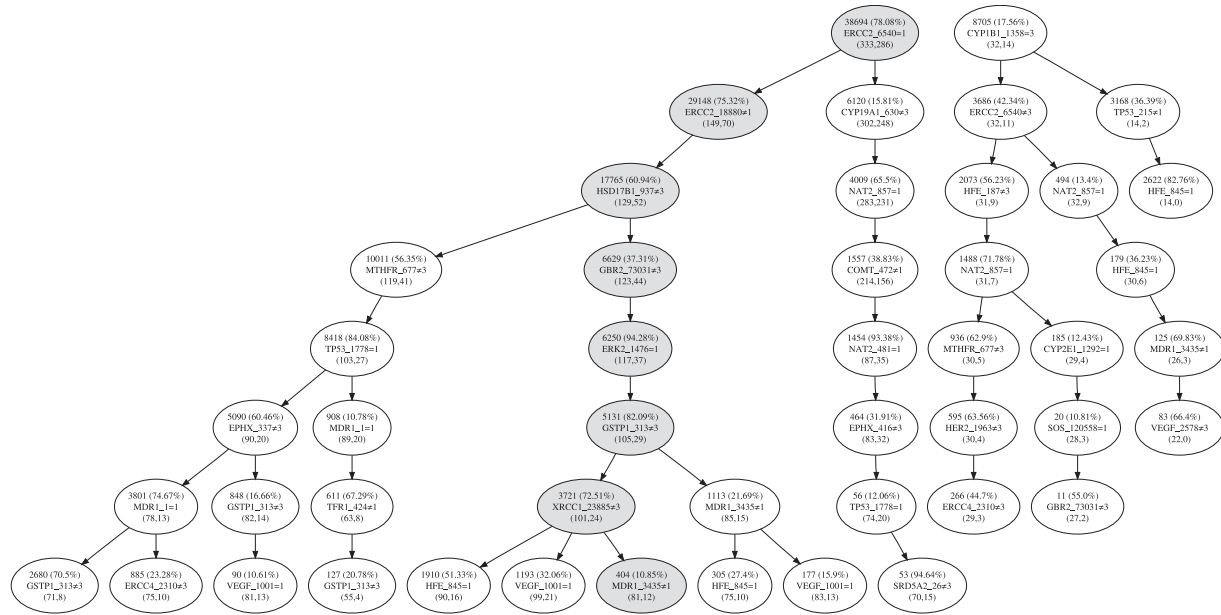 38694 (78.08%)
ERCC2_6540=1
(333,286)
8705 (17.56%)
CYP1B1_1358=3
(32,14)
29148 (75.32%)
ERCC2_18880≠1
(149,70)
6120 (15.81%)
CYP19A1_630≠3
(302,248)
3686 (42.34%)
ERCC2_6540≠3
(32,11)
3168 (36.39%)
TP53_215≠1
(14,2)
17765 (60.94%)
HSD17B1_937≠3
(129,52)
4009 (65.5%)
NAT2_857=1
(283,231)
2073 (56.23%)
HFE_187≠3
(31,9)
494 (13.4%)
NAT2_857=1
(32,9)
2622 (82.76%)
HFE_845=1
(14,0)
10011 (56.35%)
MTHFR_677≠3
(119,41)
6629 (37.31%)
GBR2_73031≠3
(123,44)
1557 (38.83%)
COMT_472≠1
(214,156)
1488 (71.78%)
NAT2_857=1
(31,7)
179 (36.23%)
HFE_845=1
(30,6)
8418 (84.08%)
TP53_1778=1
(103,27)
6250 (94.28%)
ERK2_1476=1
(117,37)
1454 (93.38%)
NAT2_481=1
(87,35)
936 (62.9%)
MTHFR_677≠3
(30,5)
185 (12.43%)
CYP2E1_1292=1
(29,4)
125 (69.83%)
MDR1_3435≠1
(26,3)
5090 (60.46%)
EPHX_337≠3
(90,20)
908 (10.78%)
MDR1_1=1
(89,20)
5131 (82.09%)
GSTP1_313≠3
(105,29)
464 (31.91%)
EPHX_416≠3
(83,32)
595 (63.56%)
HER2_1963≠3
(30,4)
20 (10.81%)
SOS_120558=1
(28,3)
83 (66.4%)
VEGF_2578≠3
(22,0)
3801 (74.67%)
MDR1_1=1
(78,13)
848 (16.66%)
GSTP1_313≠3
(82,14)
611 (67.29%)
TFR1_424≠1
(63,8)
3721 (72.51%)
XRCC1_23885≠3
(101,24)
1113 (21.69%)
MDR1_3435≠1
(85,15)
56 (12.06%)
TP53_1778=1
(74,20)
266 (44.7%)
ERCC4_2310≠3
(29,3)
11 (55.0%)
GBR2_73031≠3
(27,2)
2680 (70.5%)
GSTP1_313≠3
(71,8)
885 (23.28%)
ERCC4_2310≠3
(75,10)
90 (10.61%)
VEGF_1001=1
(81,13)
127 (20.78%)
GSTP1_313≠3
(55,4)
1910 (51.33%)
HFE_845=1
(90,16)
1193 (32.06%)
VEGF_1001=1
(99,21)
404 (10.85%)
MDR1_3435≠1
(81,12)
305 (27.4%)
HFE_845=1
(75,10)
177 (15.9%)
VEGF_1001=1
(83,13)
53 (94.64%)
SRD5A2_26≠3
(70,15)